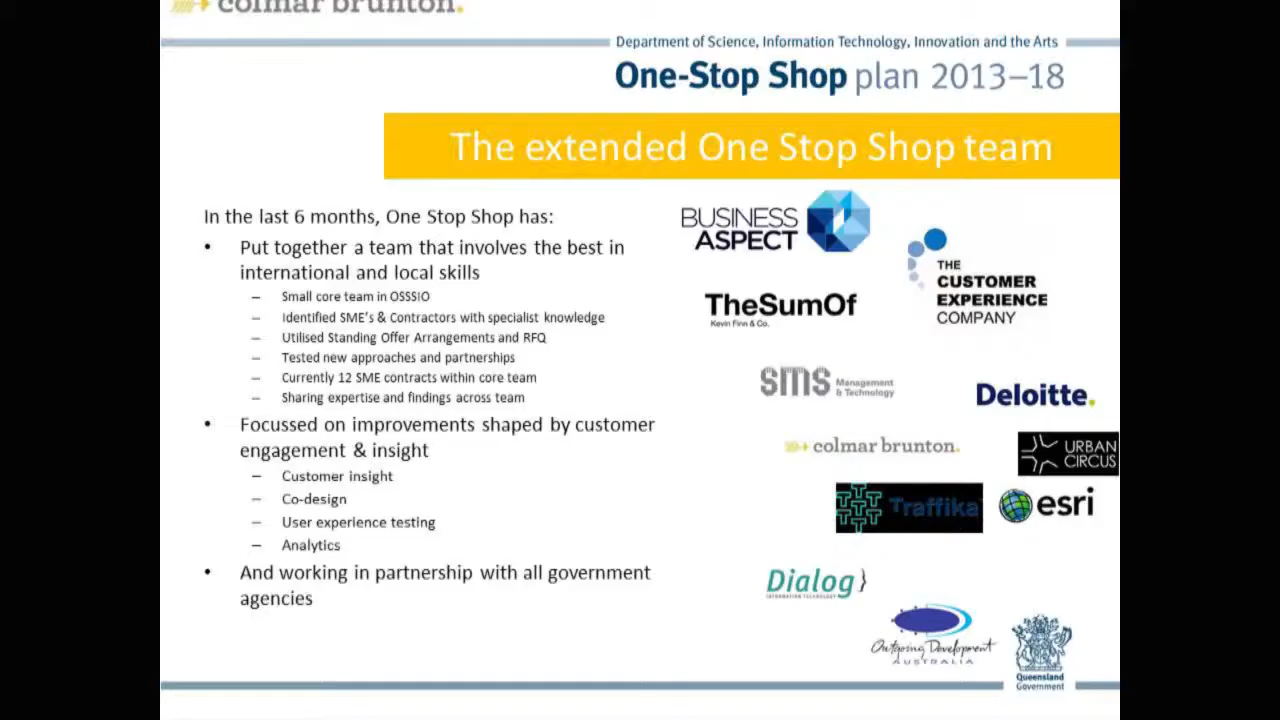 colmar brunton.
Department of Science, Information Technology, Innovation and the Arts
One-Stop Shop plan 2013–18
The extended One Stop Shop team
In the last 6 months, One Stop Shop has:
• Put together a team that involves the best in
international and local skills
– Small core team in OSSSIO
– Identified SME's & Contractors with specialist knowledge
– Utilised Standing Offer Arrangements and RFQ
– Tested new approaches and partnerships
– Currently 12 SME contracts within core team
– Sharing expertise and findings across team
• Focussed on improvements shaped by customer
engagement & insight
– Customer insight
– Co-design
– User experience testing
– Analytics
• And working in partnership with all government
agencies
BUSINESS
ASPECT
THE
CUSTOMER
EXPERIENCE
COMPANY
TheSumOf
Kevin Finn & Co.
sms Management
& Technology
Deloitte.
colmar brunton.
URBAN
CIRCUS
Traffika
esri
Dialog}
INFORMATION TECHNOLOGY
Outgoing Development
AUSTRALIA
Queensland
Government